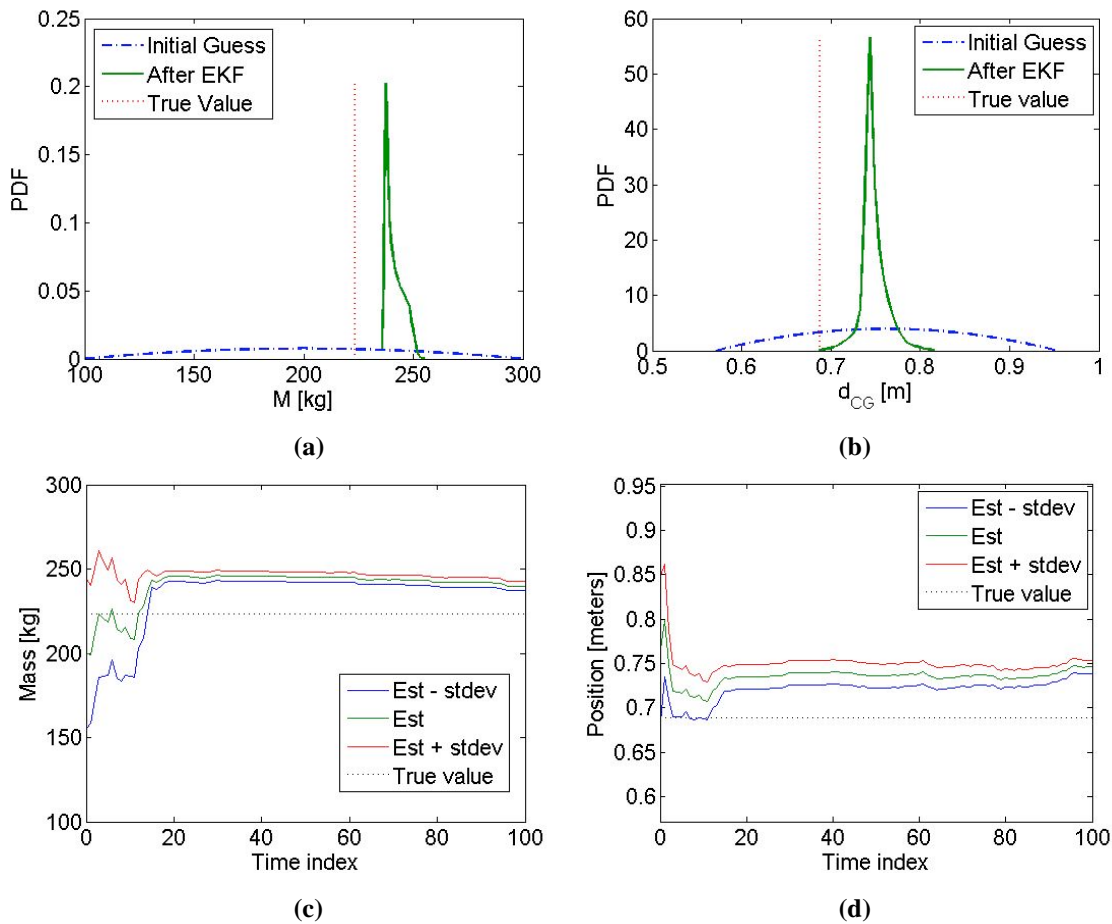 0.25
0.2
0.15
0.1
0.05
0
PDF
Initial Guess
After EKF
True Value
100 150 200 250 300
M [kg]
(a)
60
50
40
30
20
10
0
PDF
Initial Guess
After EKF
True value
0.5 0.6 0.7 0.8 0.9 1
d_CG [m]
(b)
300
250
200
150
100
Mass [kg]
Est - stdev
Est
Est + stdev
True value
0 20 40 60 80 100
Time index
(c)
0.95
0.9
0.85
0.8
0.75
0.7
0.65
0.6
Position [meters]
Est - stdev
Est
Est + stdev
True value
0 20 40 60 80 100
Time index
(d)